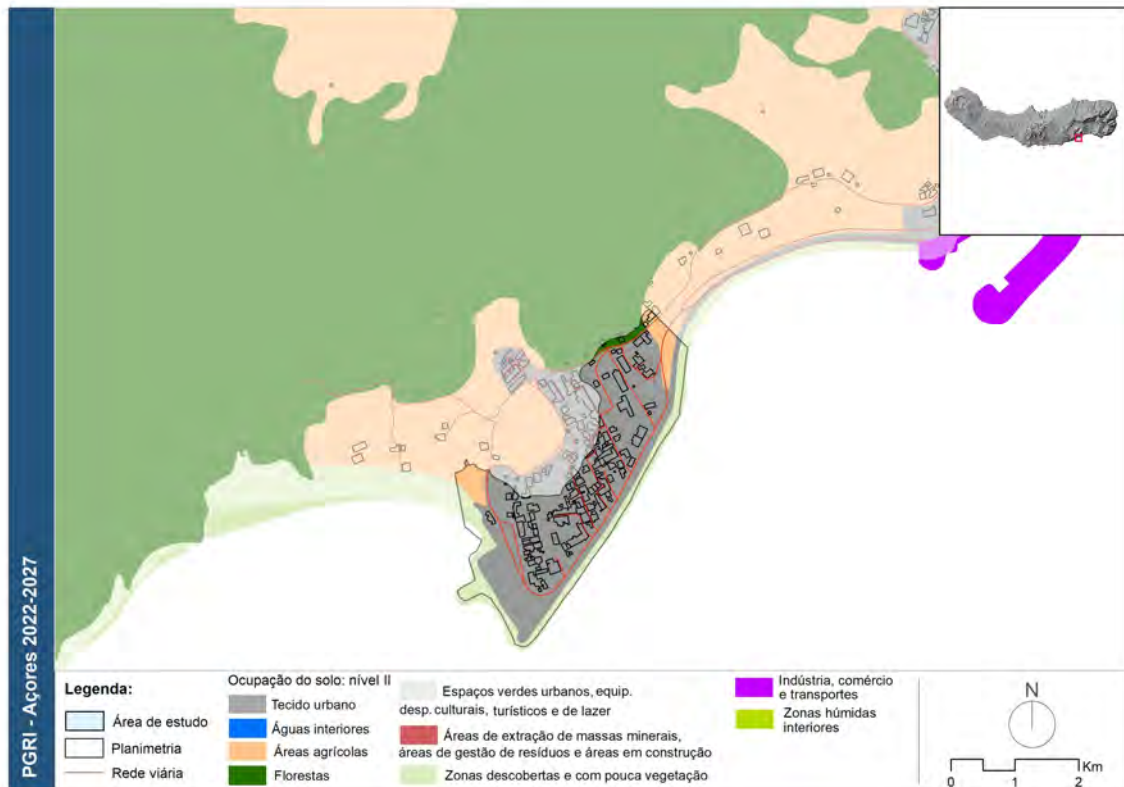 PGRI - Açores 2022-2027
Legenda:
Área de estudo
Planimetria
Rede viária
Ocupação do solo: nível II
Tecido urbano
Águas interiores
Áreas agrícolas
Florestas
Espaços verdes urbanos, equip.
desp. culturais, turísticos e de lazer
Áreas de extração de massas minerais,
áreas de gestão de resíduos e áreas em construção
Zonas descobertas e com pouca vegetação
Indústria, comércio
e transportes
Zonas húmidas
interiores
N
Km
0 1 2